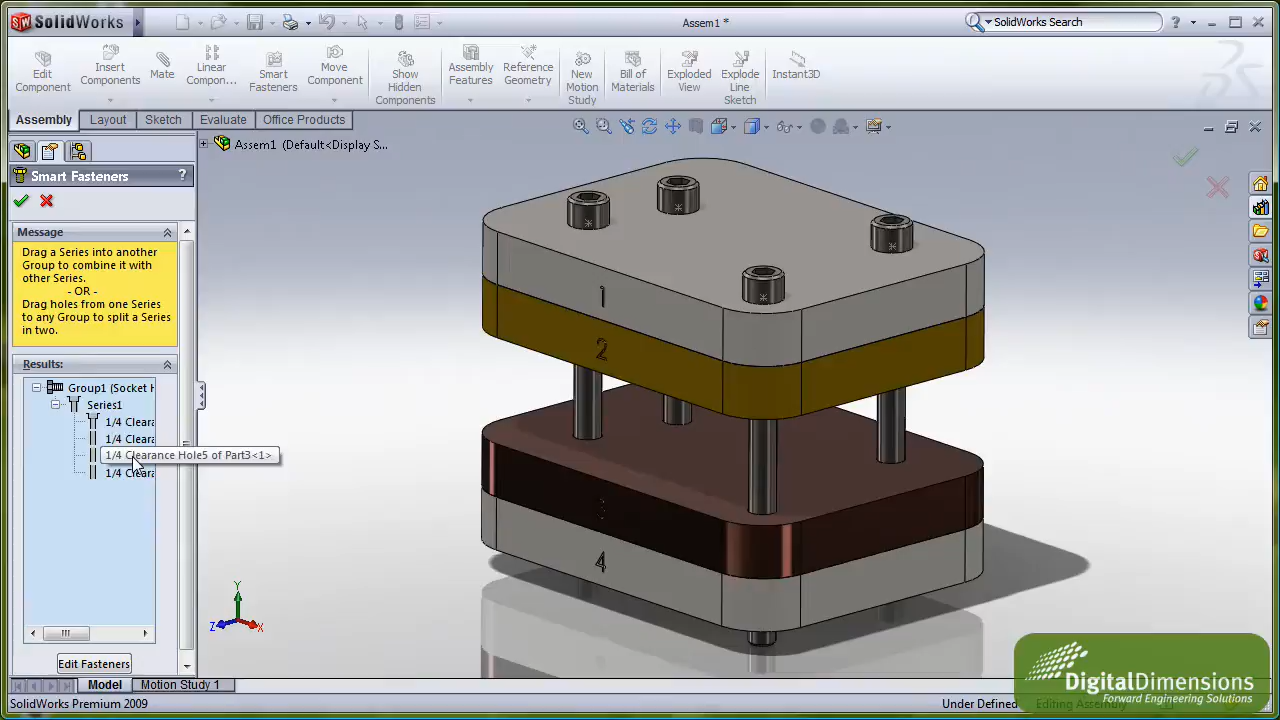 SolidWorks
Assem1 *
SolidWorks Search
Edit
Component
Insert
Components
Mate
Linear
Compon...
Smart
Fasteners
Move
Component
Show
Hidden
Components
Assembly
Features
Reference
Geometry
New
Motion
Study
Bill of
Materials
Exploded
View
Explode
Line
Sketch
Instant3D
Assembly
Layout
Sketch
Evaluate
Office Products
Assem1 (Default<Display S...
Smart Fasteners
?
Message
Drag a Series into another
Group to combine it with
other Series.
- OR -
Drag holes from one Series
to any Group to split a Series
in two.
Results:
Group1 (Socket H
Series1
1/4 Cleara
1/4 Cleara
1/4 Clearance Hole5 of Part3<1>
1/4 Cleara
Edit Fasteners
1
2
3
4
Y
Z
X
Model
Motion Study 1
SolidWorks Premium 2009
Under Defined
Editing Assembly
DigitalDimensions
Forward Engineering Solutions